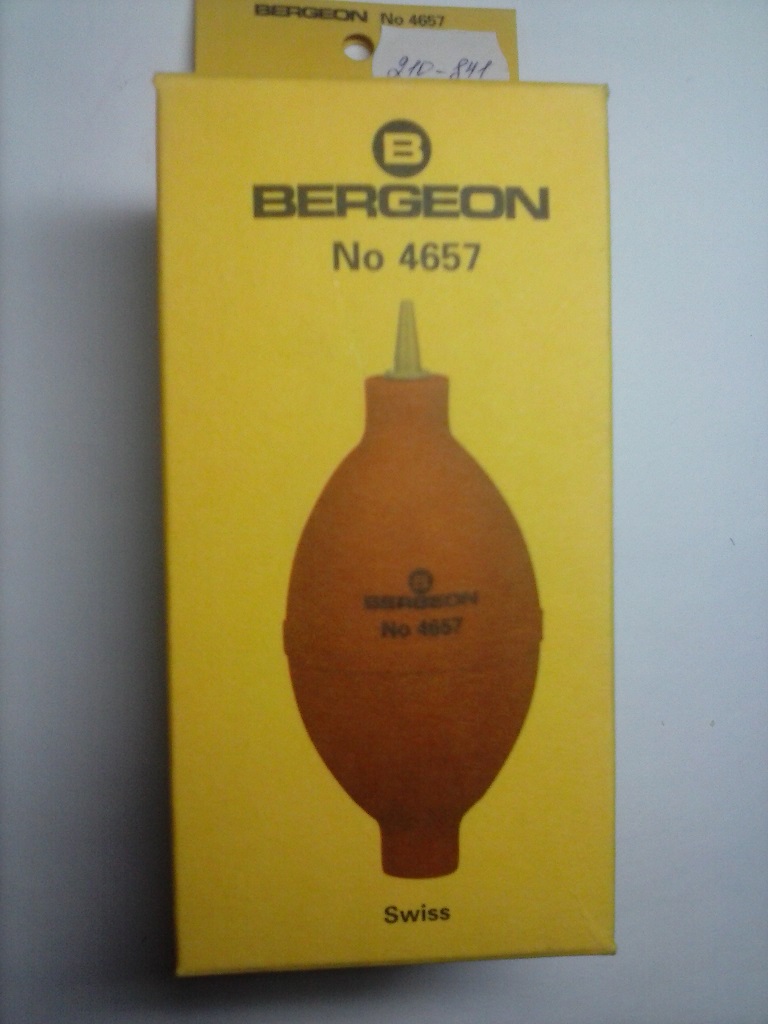 BERGEON No 4657
210-841
B
BERGEON
No 4657
B
BERGEON
No 4657
Swiss